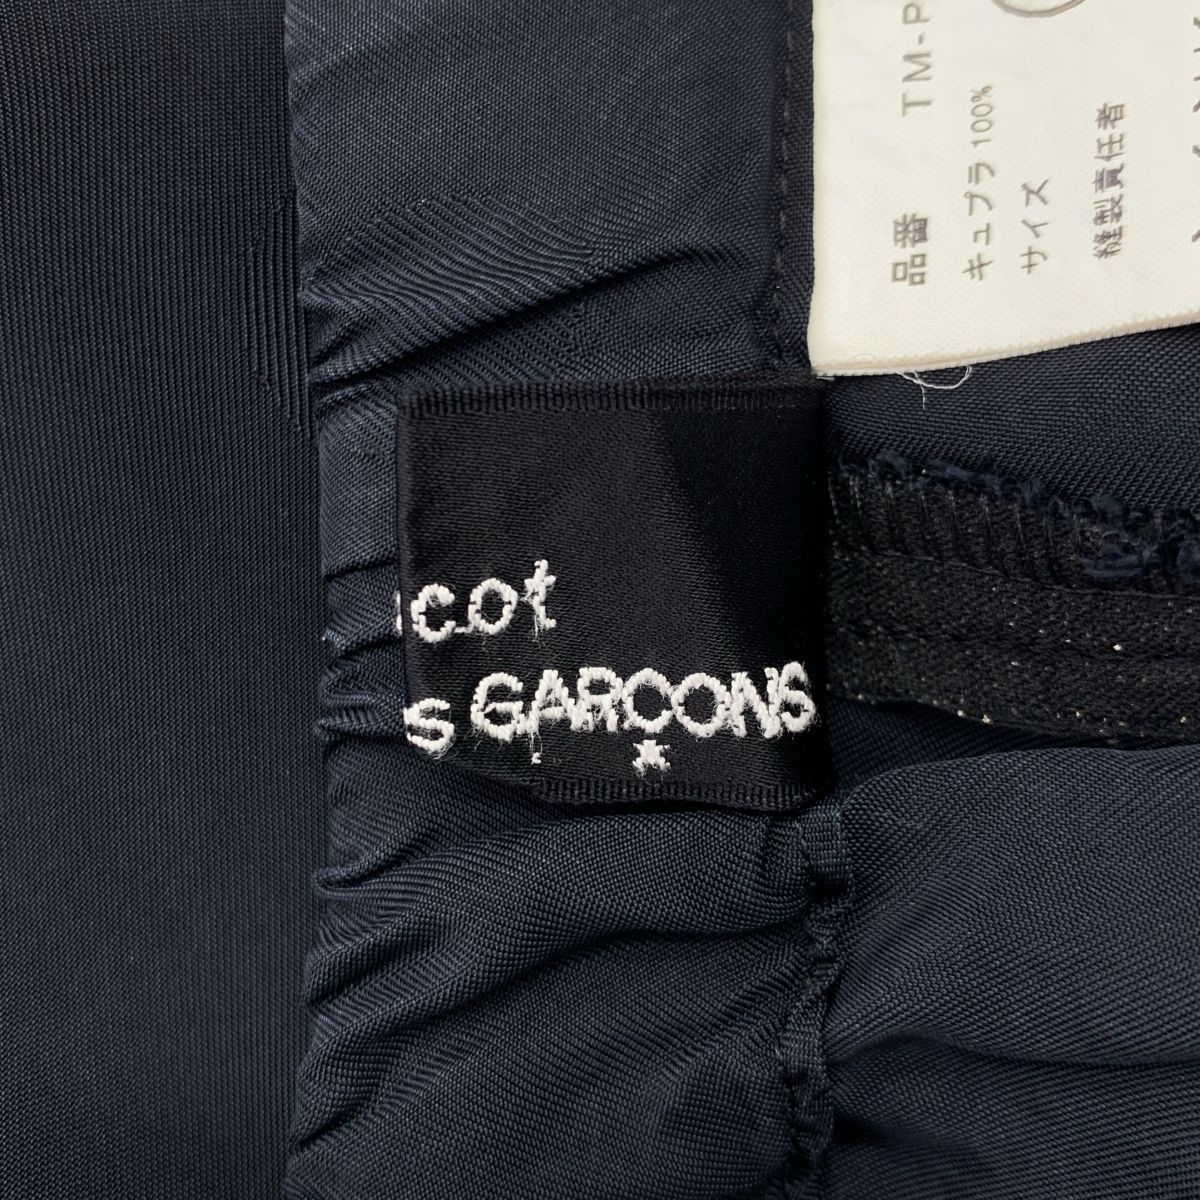 cot
s GARCONS
品番 TM-P
キュプラ 100%
サイズ
縫製責任者